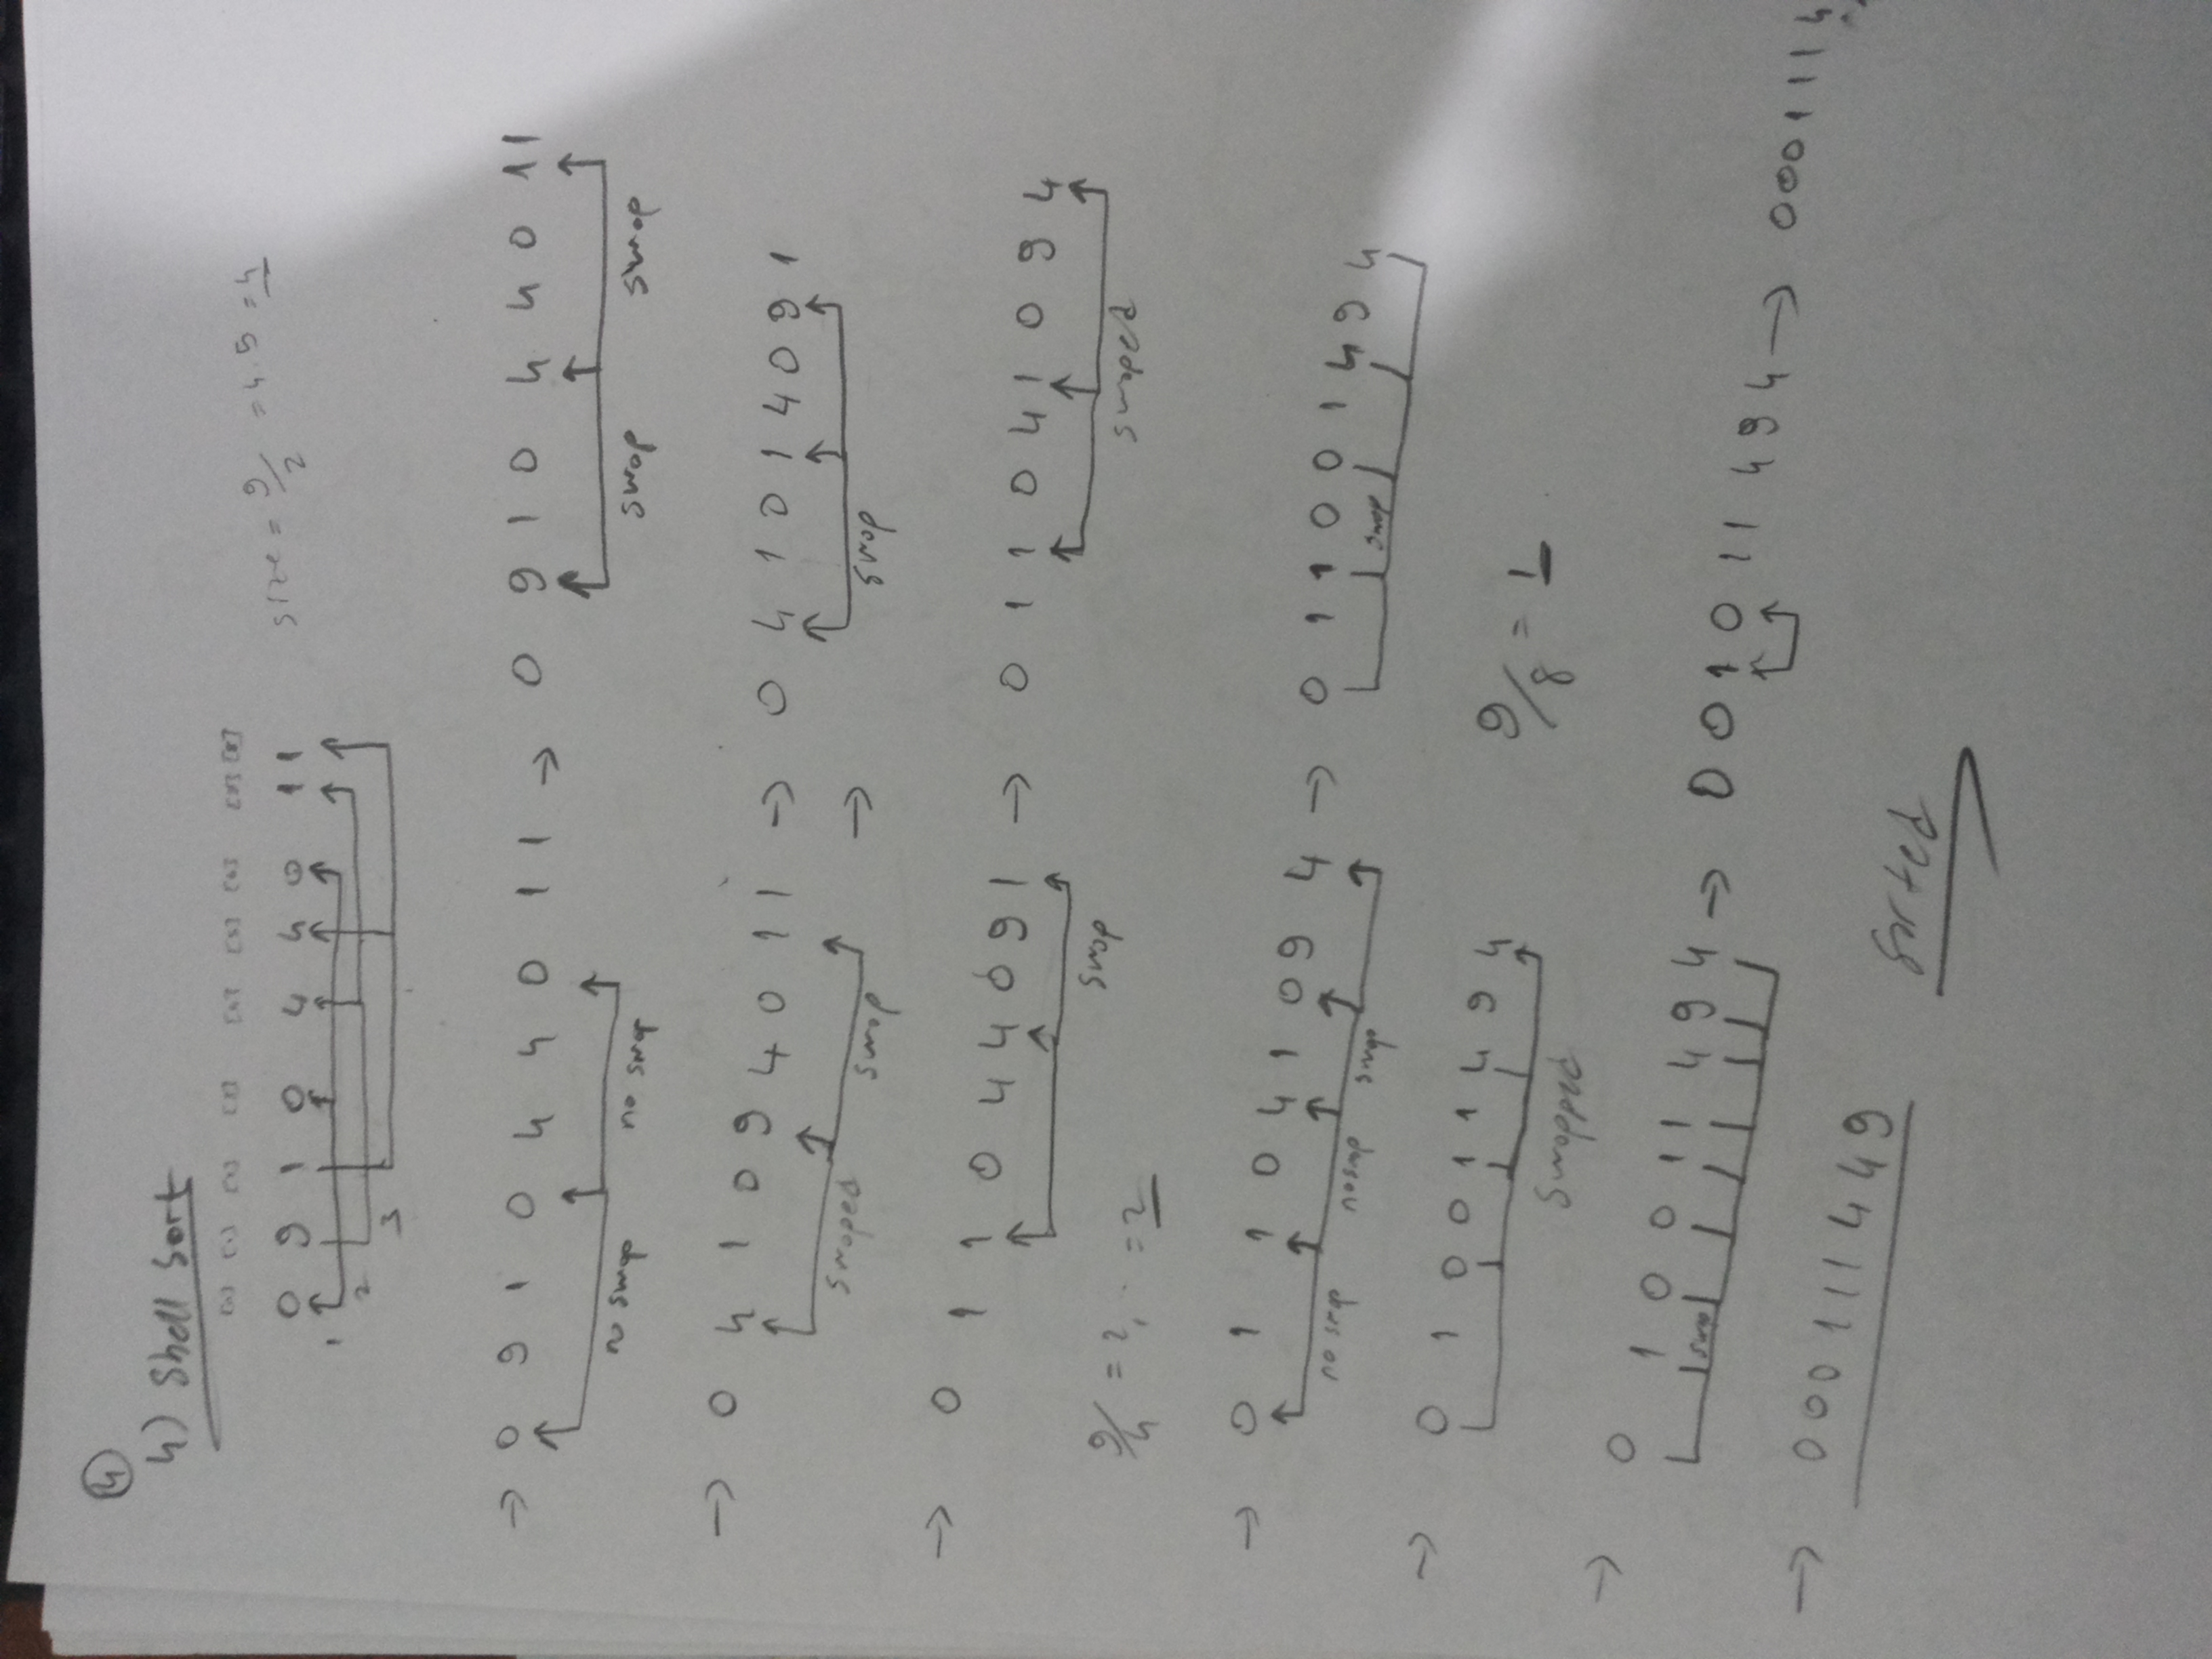 4
4) Shell Sort
[0] [1] [2] [3] [4] [5] [6] [7] [8]
0 9 1 0 4 4 0 1 1
size = 9/2 = 4.5 = 4
1 2 3
→ 0 9 1 0 4 4 0 1 1 → 0 9 1 0 4 4 0 1 1
no swap no swap swap swap
→ 0 4 1 0 9 4 0 1 1 → 0 4 1 0 1 4 0 9 1
swaped swap → swap
→ 0 1 1 0 4 4 0 9 1 → 0 1 1 0 4 1 0 9 4
swap swaped
9/4 = 2, . = 2
→ 0 1 1 0 4 1 0 9 4 → 0 1 1 0 0 1 4 9 4
no swap no swap swap swap
→ 0 1 0 0 1 1 4 9 4
swapped 9/8 = 1
→ 0 1 0 0 1 1 4 9 4 → 0 0 1 0 1 1 4 9 4 → 0 0 0 1 1 1 4
swap
→ 0 0 0 1 1 1 4 4 9
Sorted